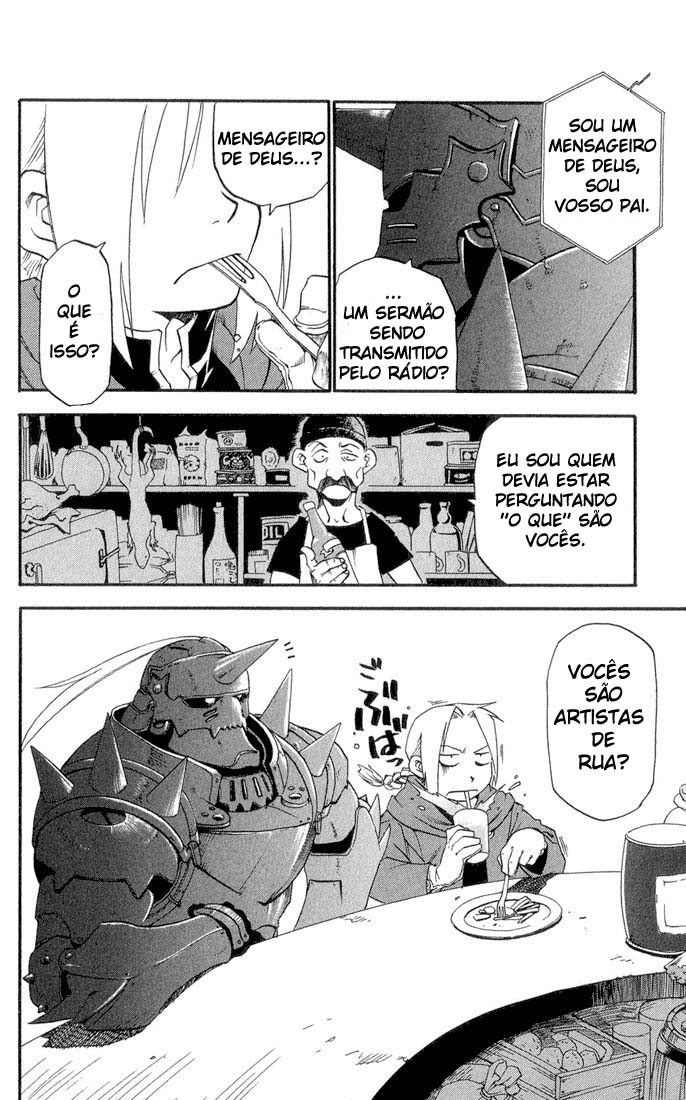 SOU UM
MENSAGEIRO
DE DEUS,
SOU
VOSSO PAI.
...
UM SERMÃO
SENDO
TRANSMITIDO
PELO RÁDIO?
MENSAGEIRO
DE DEUS...?
O
QUE
É
ISSO?
EU SOU QUEM
DEVIA ESTAR
PERGUNTANDO
"O QUE" SÃO
VOCÊS.
VOCÊS
SÃO
ARTISTAS
DE
RUA?
ごぶはっ